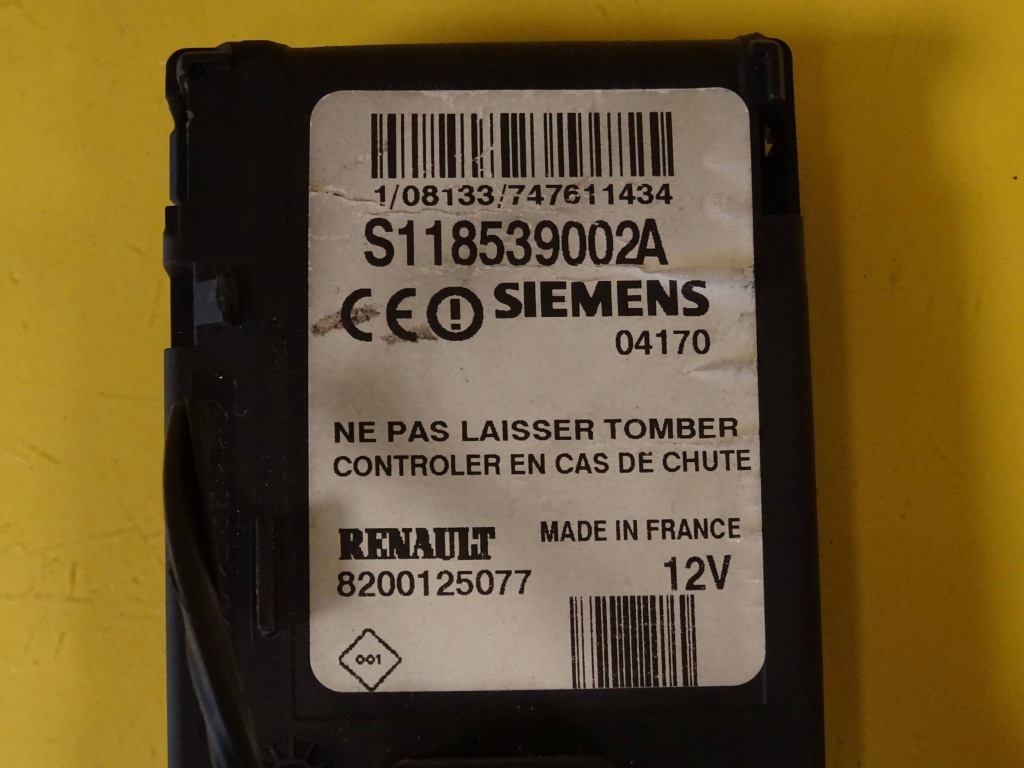 1/08133/747611434
S118539002A
CE SIEMENS
04170
NE PAS LAISSER TOMBER
CONTROLER EN CAS DE CHUTE
RENAULT MADE IN FRANCE
8200125077 12V
001